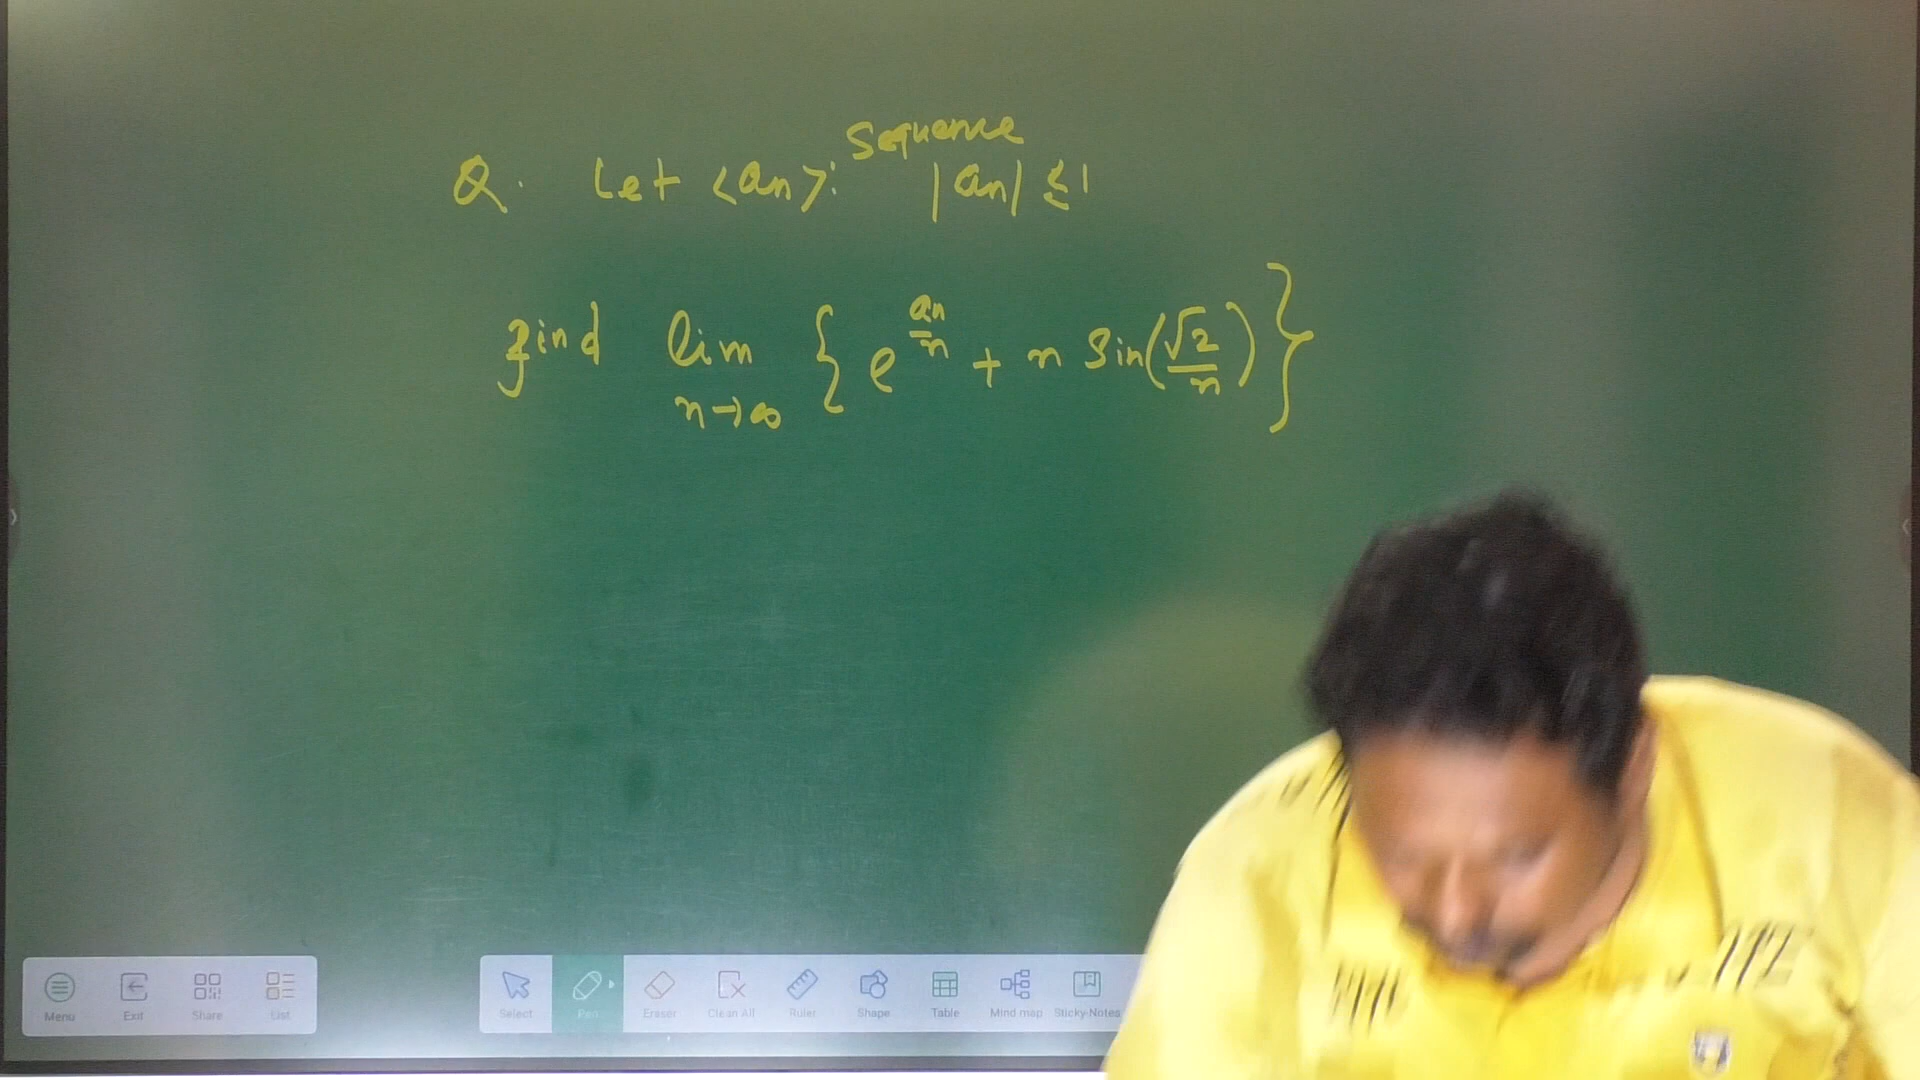 Sequence
Q. Let <an>: |an| ≤ 1
find lim n→∞ { e^(an/n) + n Sin(√2/n) }
Menu Exit Share List
Select Pen Eraser Clean All Ruler Shape Table Mind map Sticky Notes